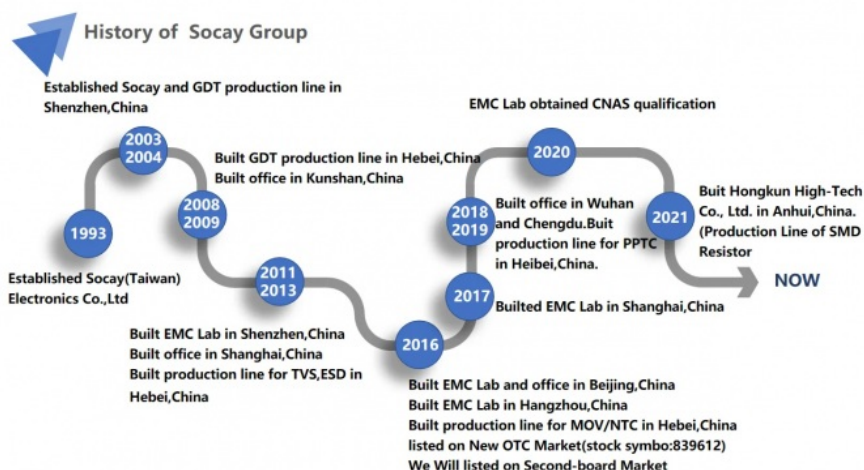 History of Socay Group
1993
Established Socay(Taiwan)
Electronics Co.,Ltd
Established Socay and GDT production line in
Shenzhen,China
2003
2004
Built GDT production line in Hebei,China
Built office in Kunshan,China
2008
2009
2011
2013
Built EMC Lab in Shenzhen,China
Built office in Shanghai,China
Built production line for TVS,ESD in
Hebei,China
2016
Built EMC Lab and office in Beijing,China
Built EMC Lab in Hangzhou,China
Built production line for MOV/NTC in Hebei,China
listed on New OTC Market(stock symbo:839612)
We Will listed on Second-board Market
2017
Builted EMC Lab in Shanghai,China
2018
2019
Built office in Wuhan
and Chengdu.Buit
production line for PPTC
in Heibei,China.
EMC Lab obtained CNAS qualification
2020
2021
Buit Hongkun High-Tech
Co., Ltd. in Anhui,China.
(Production Line of SMD
Resistor
NOW